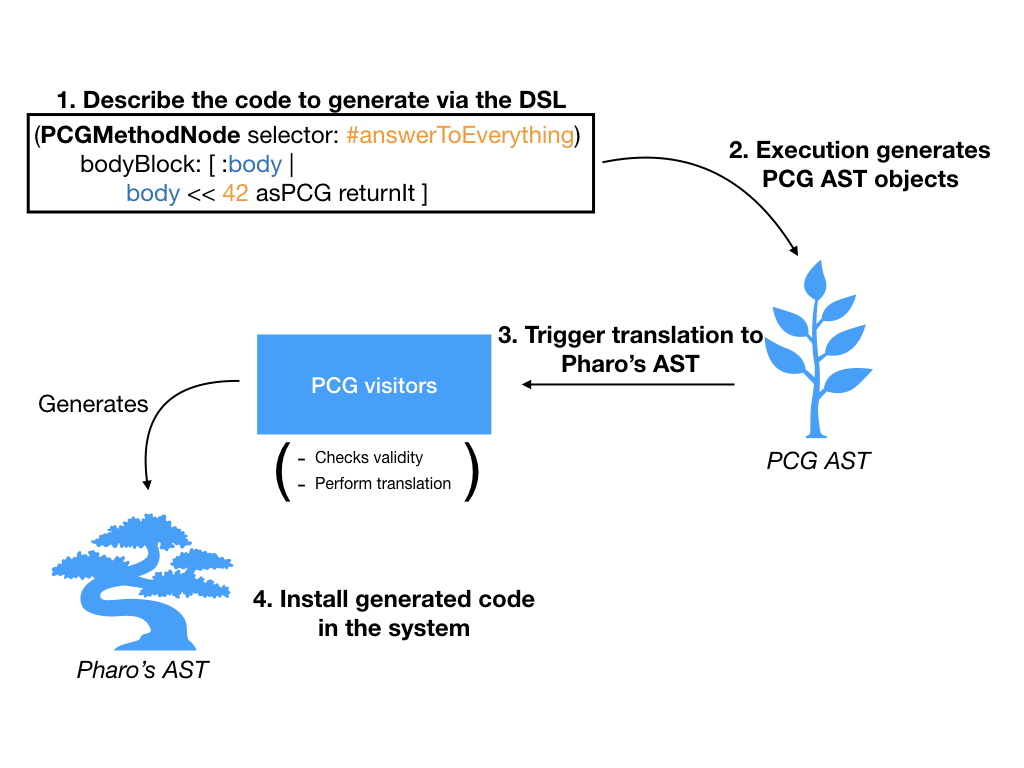 1. Describe the code to generate via the DSL
(PCGMethodNode selector: #answerToEverything)
bodyBlock: [ :body |
body << 42 asPCG returnIt ]
2. Execution generates
PCG AST objects
3. Trigger translation to
Pharo’s AST
PCG visitors
Generates
- Checks validity
- Perform translation
PCG AST
4. Install generated code
in the system
Pharo’s AST